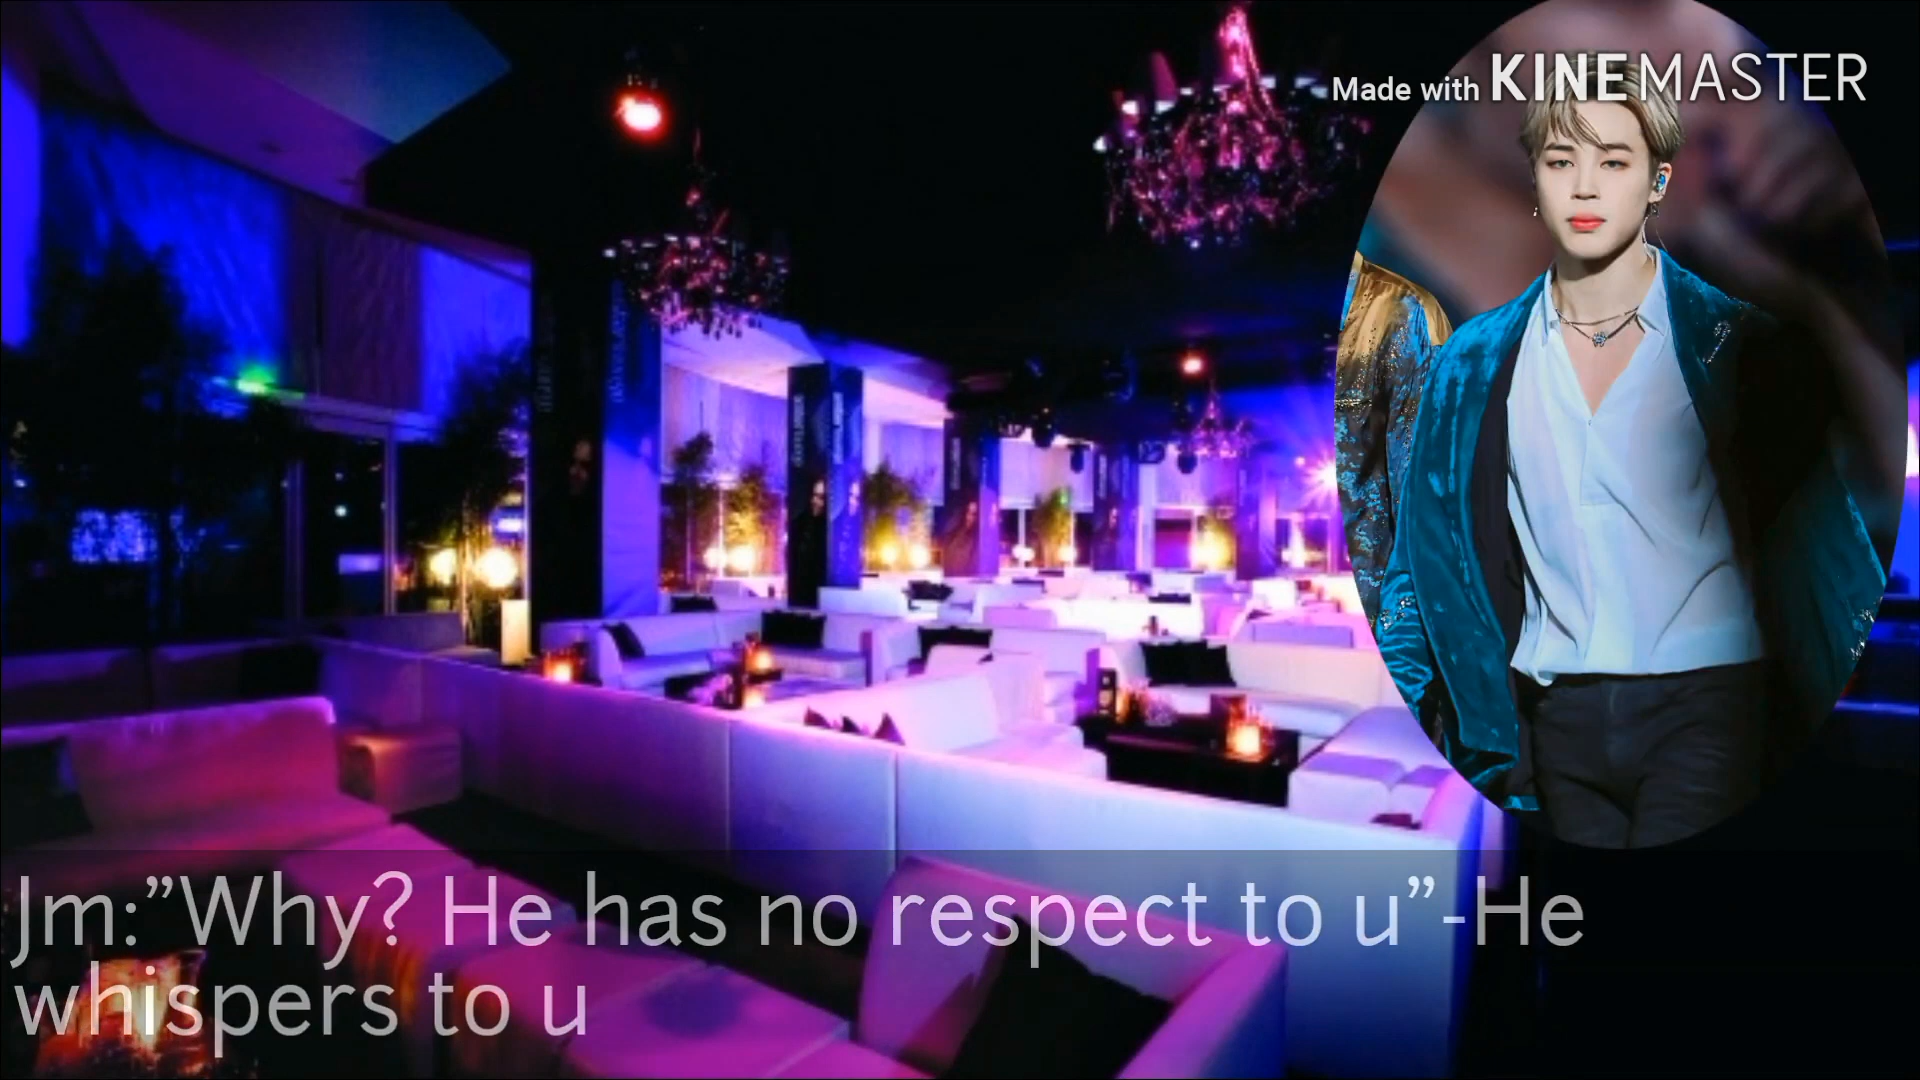 Made with KINEMASTER
Jm:”Why? He has no respect to u”-He
whispers to u